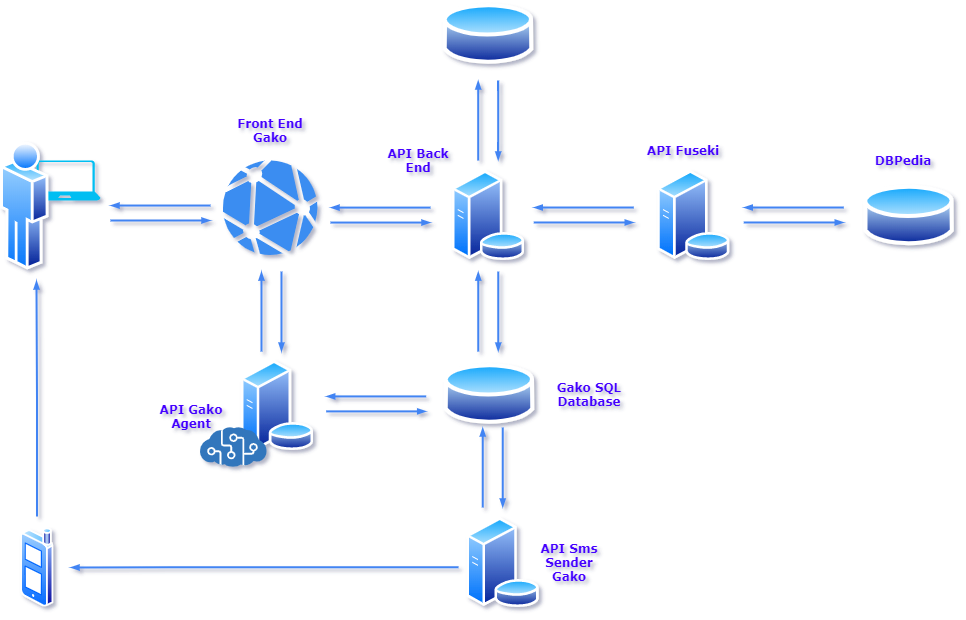 Front End
Gako
API Back
End
API Fuseki
DBPedia
API Gako
Agent
Gako SQL
Database
API Sms
Sender
Gako